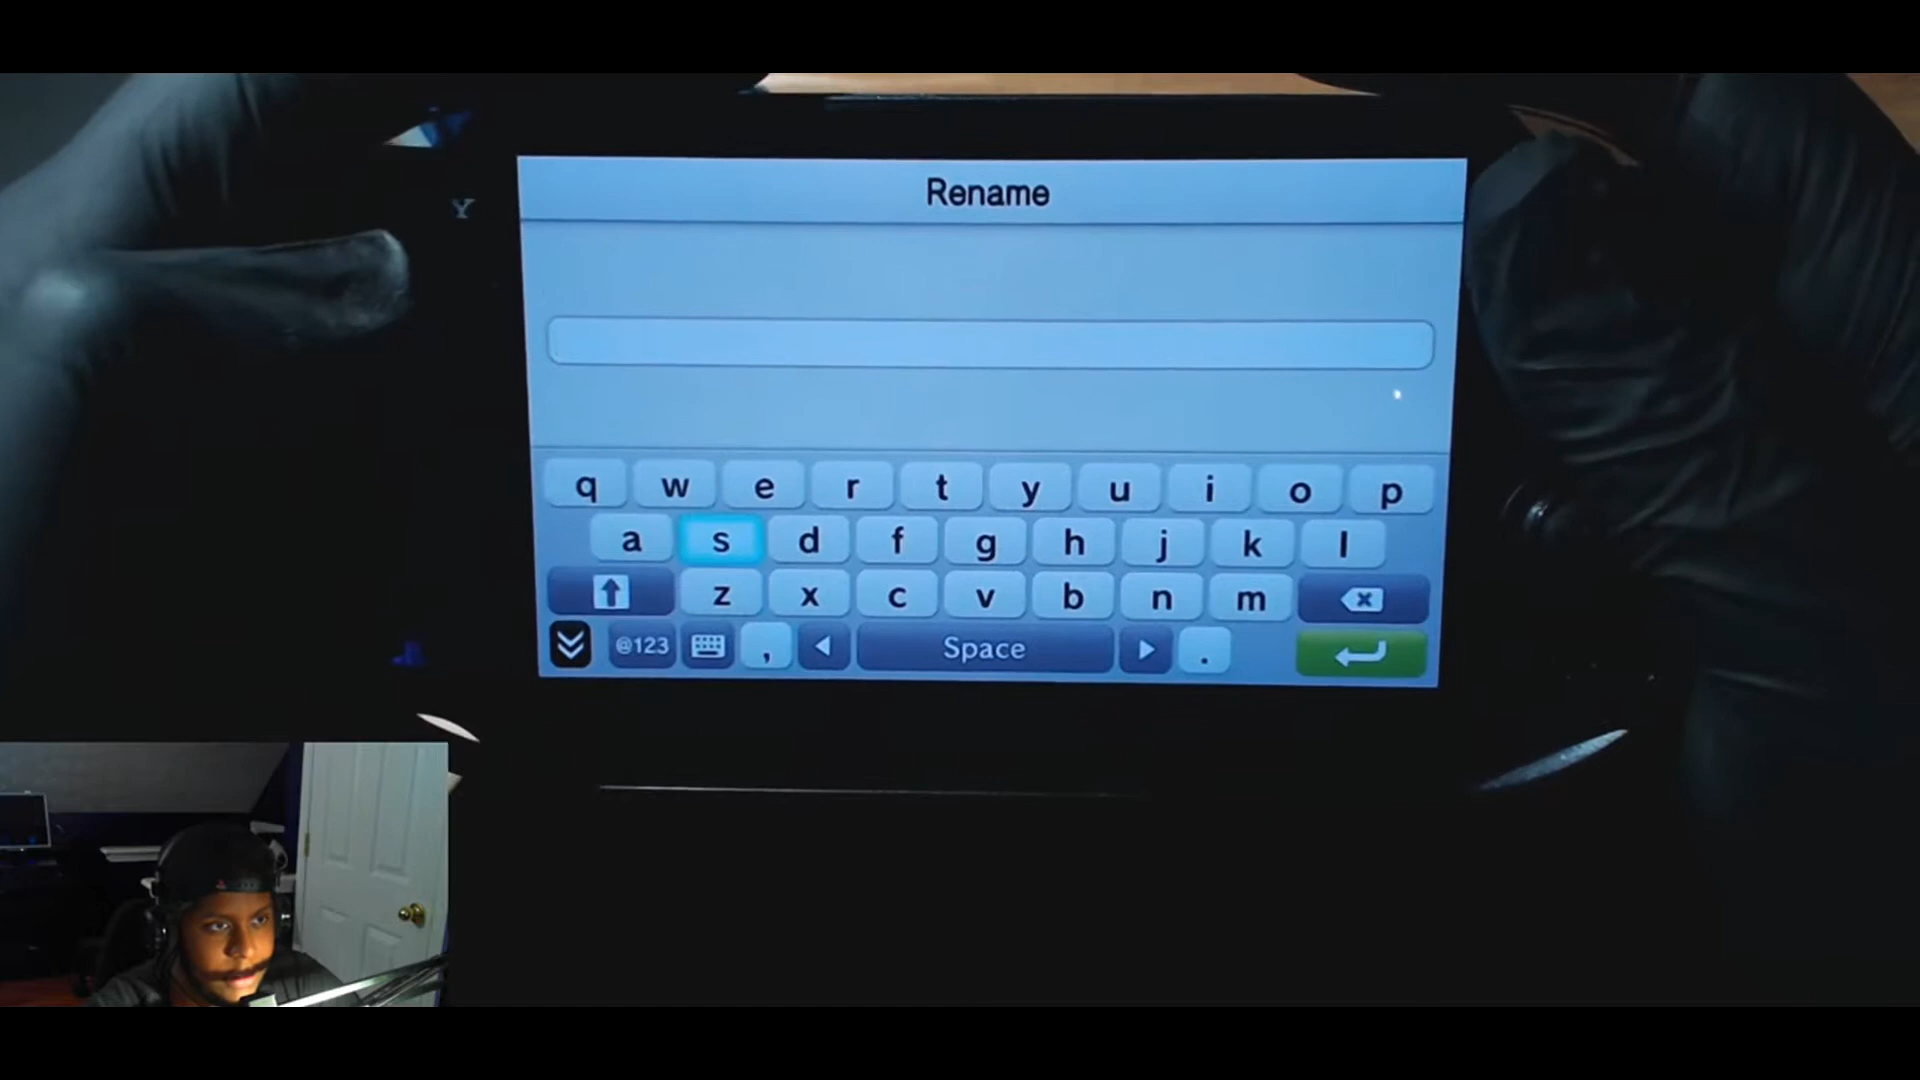 Rename
Y
q w e r t y u i o p
a s d f g h j k l
z x c v b n m
@123 , Space .